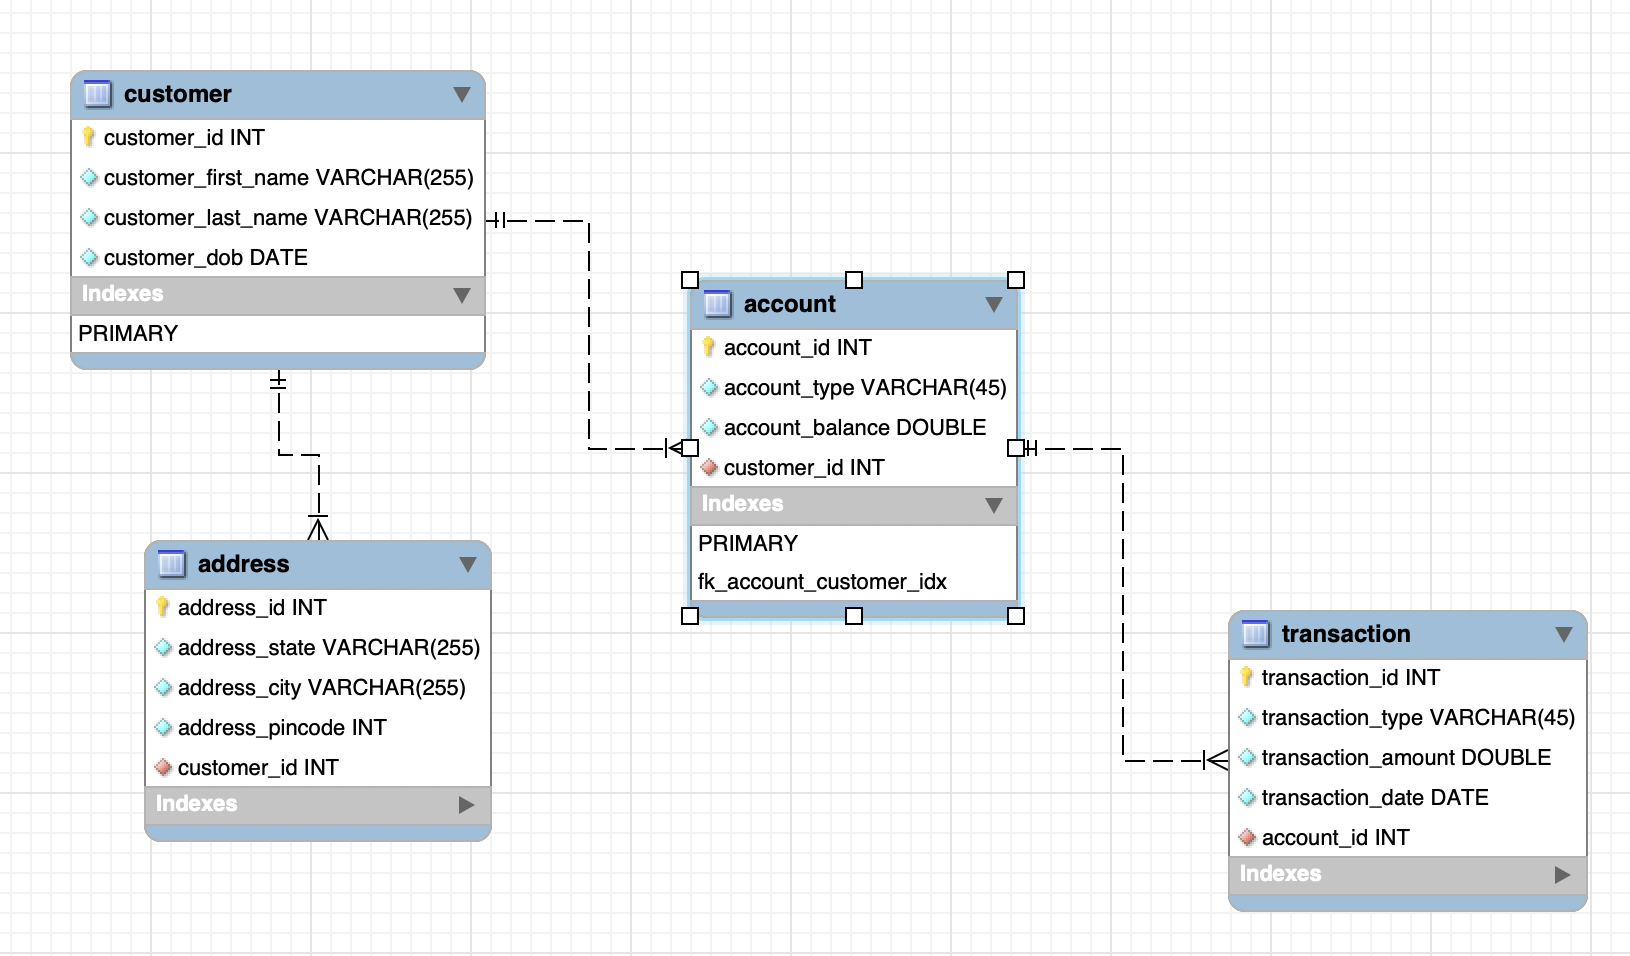 customer
customer_id INT
customer_first_name VARCHAR(255)
customer_last_name VARCHAR(255)
customer_dob DATE
Indexes
PRIMARY
account
account_id INT
account_type VARCHAR(45)
account_balance DOUBLE
customer_id INT
Indexes
PRIMARY
fk_account_customer_idx
address
address_id INT
address_state VARCHAR(255)
address_city VARCHAR(255)
address_pincode INT
customer_id INT
Indexes
transaction
transaction_id INT
transaction_type VARCHAR(45)
transaction_amount DOUBLE
transaction_date DATE
account_id INT
Indexes